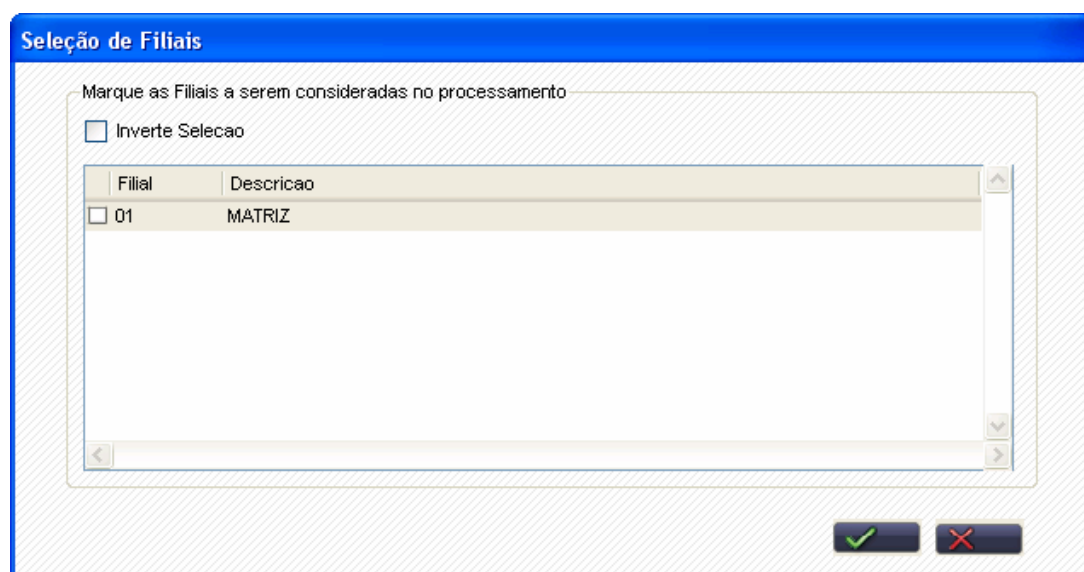 Seleção de Filiais
Marque as Filiais a serem consideradas no processamento
Inverte Selecao
Filial Descricao
01 MATRIZ